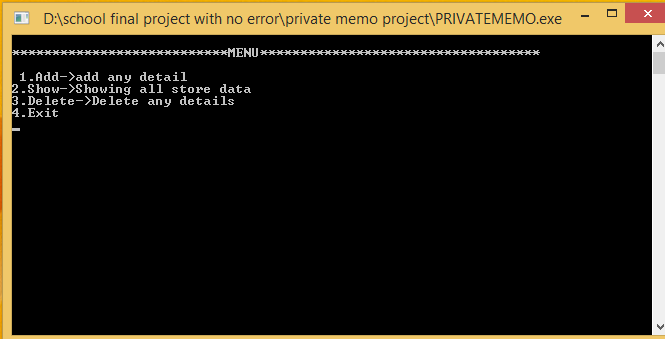 D:\school final project with no error\private memo project\PRIVATEMEMO.exe
***************************MENU***********************************
1.Add->add any detail
2.Show->Showing all store data
3.Delete->Delete any details
4.Exit